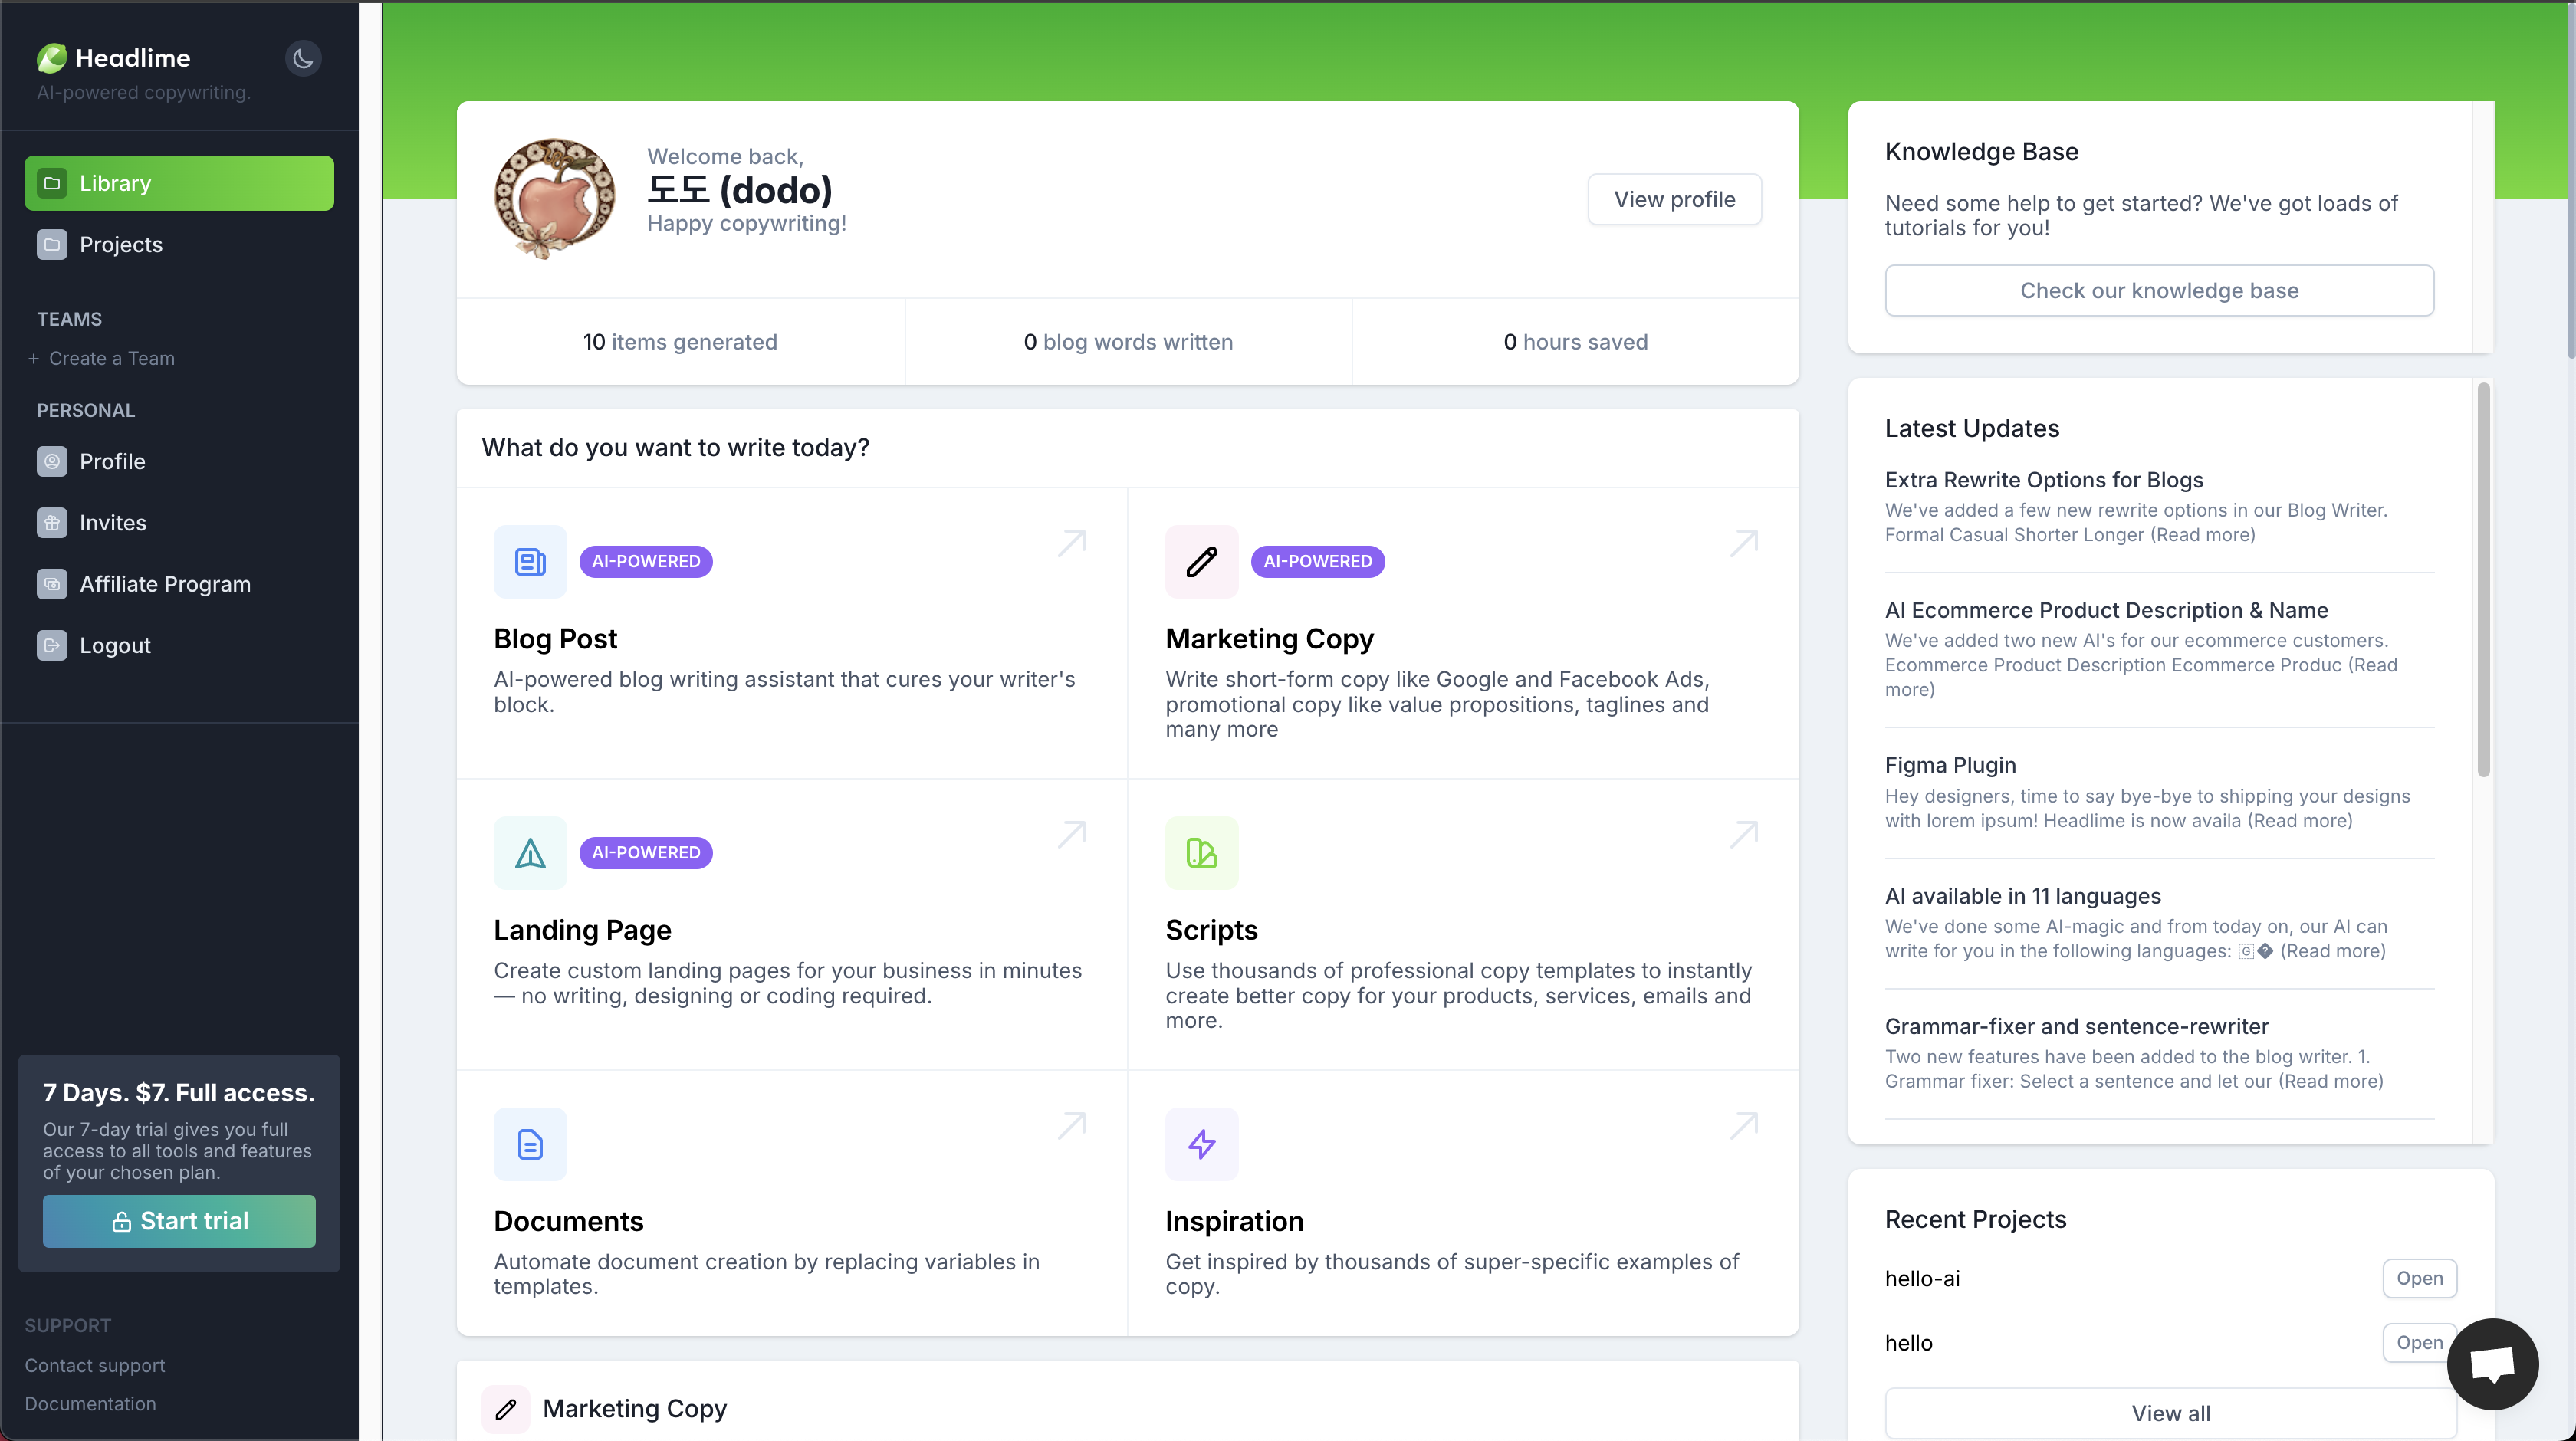 Headlime
AI-powered copywriting.
Library
Projects
TEAMS
+ Create a Team
PERSONAL
Profile
Invites
Affiliate Program
Logout
7 Days. $7. Full access.
Our 7-day trial gives you full
access to all tools and features
of your chosen plan.
Start trial
SUPPORT
Contact support
Documentation
Welcome back,
도도 (dodo)
Happy copywriting!
View profile
10 items generated
0 blog words written
0 hours saved
What do you want to write today?
AI-POWERED
Blog Post
AI-powered blog writing assistant that cures your writer's
block.
AI-POWERED
Marketing Copy
Write short-form copy like Google and Facebook Ads,
promotional copy like value propositions, taglines and
many more
AI-POWERED
Landing Page
Create custom landing pages for your business in minutes
— no writing, designing or coding required.
Scripts
Use thousands of professional copy templates to instantly
create better copy for your products, services, emails and
more.
Documents
Automate document creation by replacing variables in
templates.
Inspiration
Get inspired by thousands of super-specific examples of
copy.
Marketing Copy
Knowledge Base
Need some help to get started? We've got loads of
tutorials for you!
Check our knowledge base
Latest Updates
Extra Rewrite Options for Blogs
We've added a few new rewrite options in our Blog Writer.
Formal Casual Shorter Longer (Read more)
AI Ecommerce Product Description & Name
We've added two new AI's for our ecommerce customers.
Ecommerce Product Description Ecommerce Produc (Read
more)
Figma Plugin
Hey designers, time to say bye-bye to shipping your designs
with lorem ipsum! Headlime is now availa (Read more)
AI available in 11 languages
We've done some AI-magic and from today on, our AI can
write for you in the following languages: 🇬� (Read more)
Grammar-fixer and sentence-rewriter
Two new features have been added to the blog writer. 1.
Grammar fixer: Select a sentence and let our (Read more)
Recent Projects
hello-ai
Open
hello
Open
View all